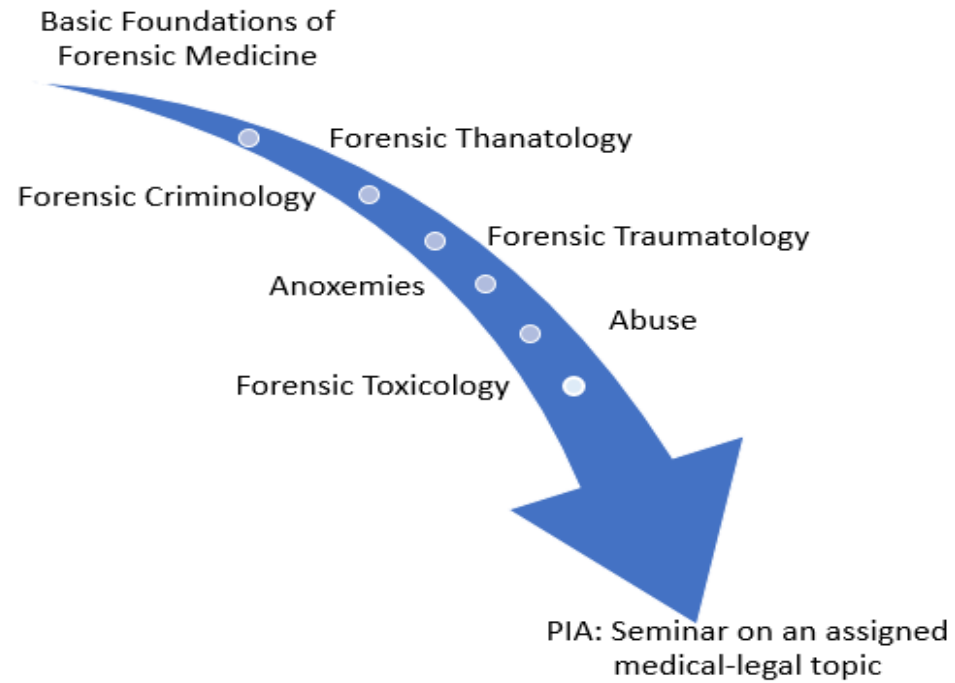 Basic Foundations of
Forensic Medicine
Forensic Thanatology
Forensic Criminology
Forensic Traumatology
Anoxemies
Abuse
Forensic Toxicology
PIA: Seminar on an assigned
medical-legal topic